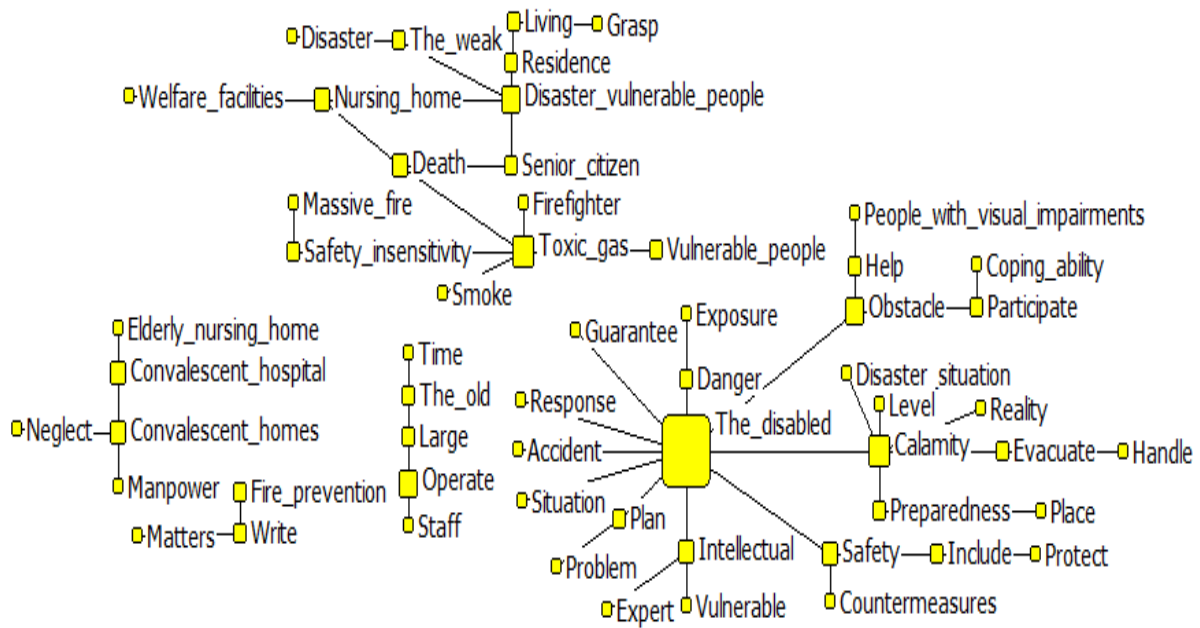 Living
Grasp
Disaster
The_weak
Residence
Welfare_facilities
Nursing_home
Disaster_vulnerable_people
Death
Senior_citizen
Massive_fire
Firefighter
Safety_insensitivity
Toxic_gas
Vulnerable_people
Smoke
People_with_visual_impairments
Help
Coping_ability
Obstacle
Participate
Elderly_nursing_home
Convalescent_hospital
Neglect
Convalescent_homes
Manpower
Fire_prevention
Matters
Write
Time
The_old
Large
Operate
Staff
Guarantee
Exposure
Danger
Response
The_disabled
Accident
Situation
Plan
Problem
Intellectual
Expert
Vulnerable
Disaster_situation
Level
Reality
Calamity
Evacuate
Handle
Preparedness
Place
Safety
Include
Protect
Countermeasures